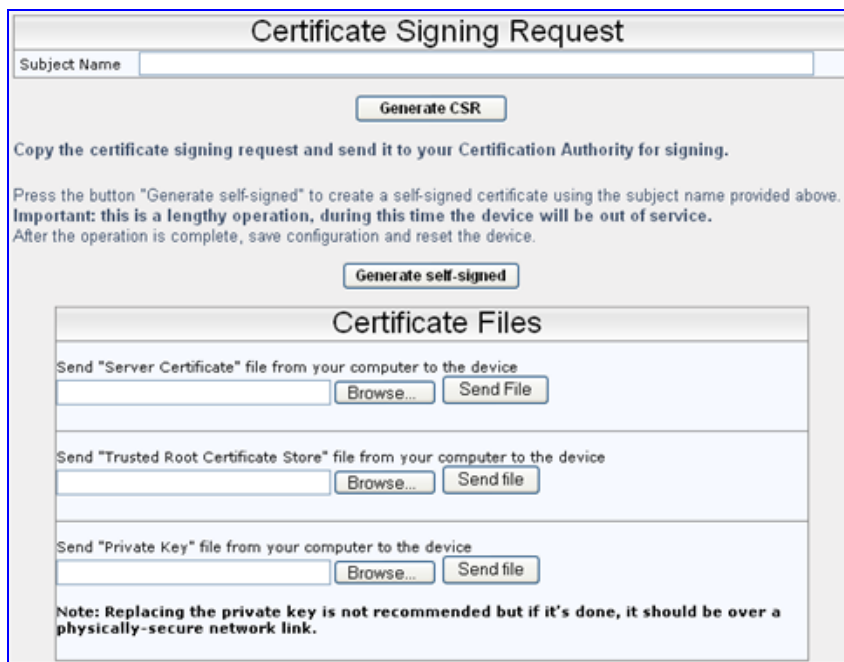 Certificate Signing Request
Subject Name
Generate CSR
Copy the certificate signing request and send it to your Certification Authority for signing.
Press the button "Generate self-signed" to create a self-signed certificate using the subject name provided above.
Important: this is a lengthy operation, during this time the device will be out of service.
After the operation is complete, save configuration and reset the device.
Generate self-signed
Certificate Files
Send "Server Certificate" file from your computer to the device
Browse... Send File
Send "Trusted Root Certificate Store" file from your computer to the device
Browse... Send file
Send "Private Key" file from your computer to the device
Browse... Send file
Note: Replacing the private key is not recommended but if it's done, it should be over a
physically-secure network link.